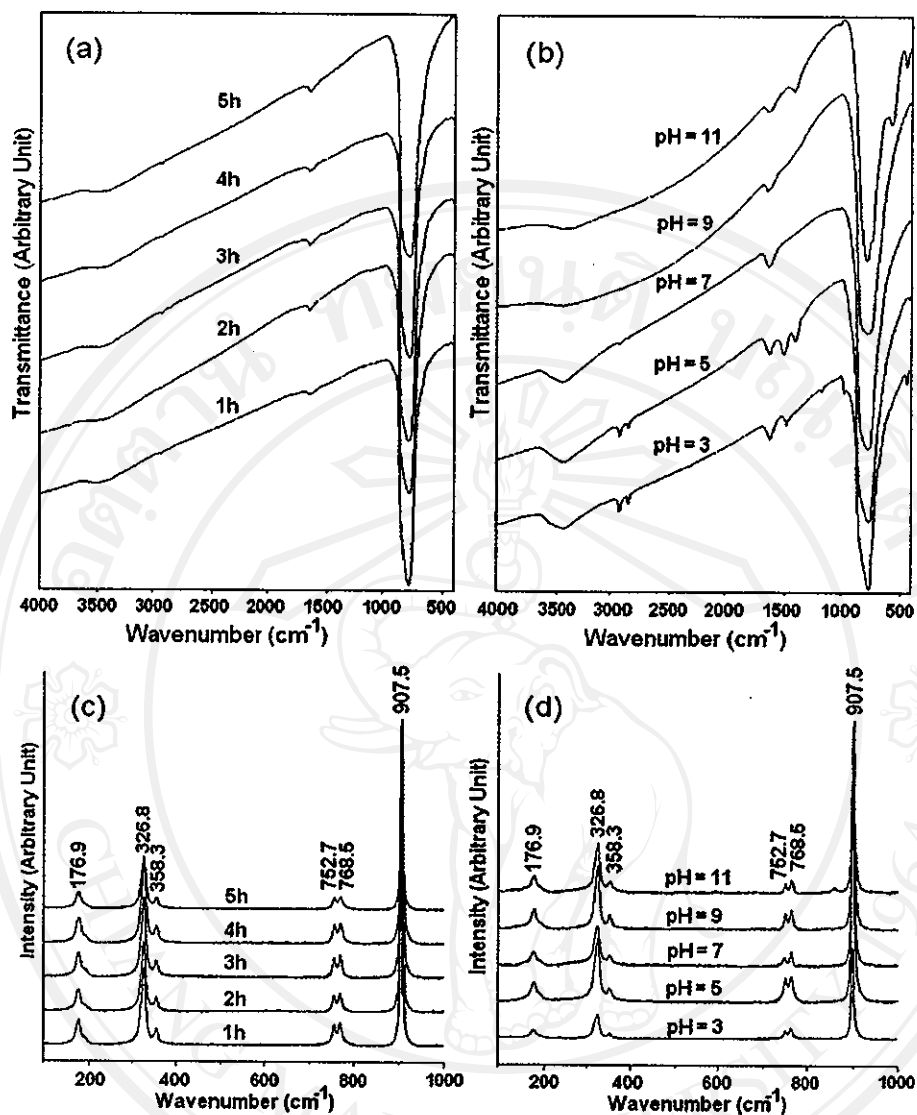 (a)
5h
4h
3h
2h
1h
Transmittance (Arbitrary Unit)
4000 3500 3000 2500 2000 1500 1000 500
Wavenumber (cm⁻¹)
(b)
pH = 11
pH = 9
pH = 7
pH = 5
pH = 3
Transmittance (Arbitrary Unit)
4000 3500 3000 2500 2000 1500 1000 500
Wavenumber (cm⁻¹)
(c)
176.9
326.8
358.3
752.7
768.5
907.5
5h
4h
3h
2h
1h
Intensity (Arbitrary Unit)
200 400 600 800 1000
Wavenumber (cm⁻¹)
(d)
176.9
326.8
358.3
752.7
768.5
907.5
pH = 11
pH = 9
pH = 7
pH = 5
pH = 3
Intensity (Arbitrary Unit)
200 400 600 800 1000
Wavenumber (cm⁻¹)